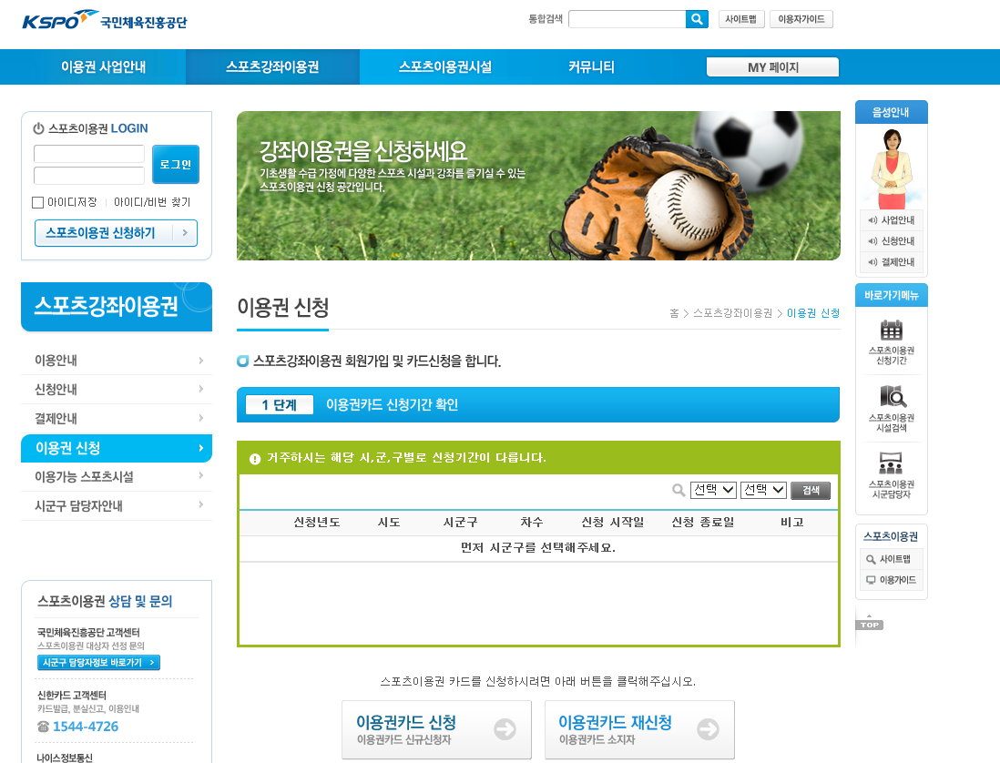 KSPO 국민체육진흥공단
통합검색
사이트맵
이용자가이드
이용권 사업안내
스포츠강좌이용권
스포츠이용권시설
커뮤니티
MY 페이지
스포츠이용권 LOGIN
로그인
아이디저장
아이디/비번 찾기
스포츠이용권 신청하기
스포츠강좌이용권
이용안내
신청안내
결제안내
이용권 신청
이용가능 스포츠시설
시군구 담당자안내
스포츠이용권 상담 및 문의
국민체육진흥공단 고객센터
스포츠이용권 대상자 선정 문의
시군구 담당자정보 바로가기
신한카드 고객센터
카드발급, 분실신고, 이용안내
1544-4726
나이스정보통신
강좌이용권을 신청하세요
기초생활 수급 가정에 다양한 스포츠 시설과 강좌를 즐기실 수 있는
스포츠이용권 신청 공간입니다.
이용권 신청
홈 > 스포츠강좌이용권 > 이용권 신청
스포츠강좌이용권 회원가입 및 카드신청을 합니다.
1 단계 이용권카드 신청기간 확인
거주하시는 해당 시,군,구별로 신청기간이 다릅니다.
선택 선택 검색
신청년도 시도 시군구 차수 신청 시작일 신청 종료일 비고
먼저 시군구를 선택해주세요.
스포츠이용권 카드를 신청하시려면 아래 버튼을 클릭해주십시오.
이용권카드 신청
이용권카드 신규신청자
이용권카드 재신청
이용권카드 소지자
음성안내
사업안내
신청안내
결제안내
바로가기메뉴
스포츠이용권
신청기간
스포츠이용권
시설검색
스포츠이용권
시군담당자
스포츠이용권
사이트맵
이용가이드
TOP